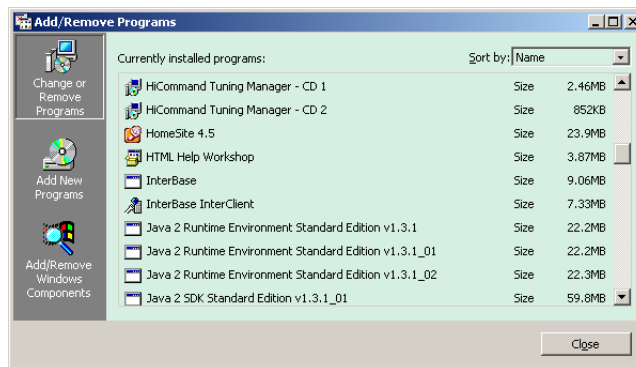 Add/Remove Programs
Change or
Remove
Programs
Add New
Programs
Add/Remove
Windows
Components
Currently installed programs:
Sort by: Name
HiCommand Tuning Manager - CD 1 Size 2.46MB
HiCommand Tuning Manager - CD 2 Size 852KB
HomeSite 4.5 Size 23.9MB
HTML Help Workshop Size 3.87MB
InterBase Size 9.06MB
InterBase InterClient Size 7.33MB
Java 2 Runtime Environment Standard Edition v1.3.1 Size 22.2MB
Java 2 Runtime Environment Standard Edition v1.3.1_01 Size 22.2MB
Java 2 Runtime Environment Standard Edition v1.3.1_02 Size 22.3MB
Java 2 SDK Standard Edition v1.3.1_01 Size 59.8MB
Close